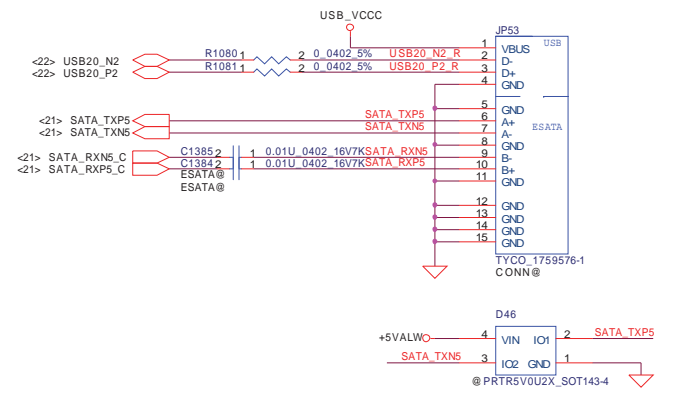 USB_VCCC
JP53
<22> USB20_N2 R1080 1 2 0_0402_5% USB20_N2_R 1 VBUS USB
<22> USB20_P2 R1081 1 2 0_0402_5% USB20_P2_R 2 D-
3 D+
4 GND
<21> SATA_TXP5 SATA_TXP5 5 GND
<21> SATA_TXN5 SATA_TXN5 6 A+ ESATA
7 A-
8 GND
<21> SATA_RXN5_C C1385 2 1 0.01U_0402_16V7K SATA_RXN5 9 B-
<21> SATA_RXP5_C C1384 2 1 0.01U_0402_16V7K SATA_RXP5 10 B+
ESATA@ 11 GND
ESATA@
12 GND
13 GND
14 GND
15 GND
TYCO_1759576-1
CONN@
D46
+5VALW 4 VIN IO1 2 SATA_TXP5
SATA_TXN5 3 IO2 GND 1
@ PRTR5V0U2X_SOT143-4